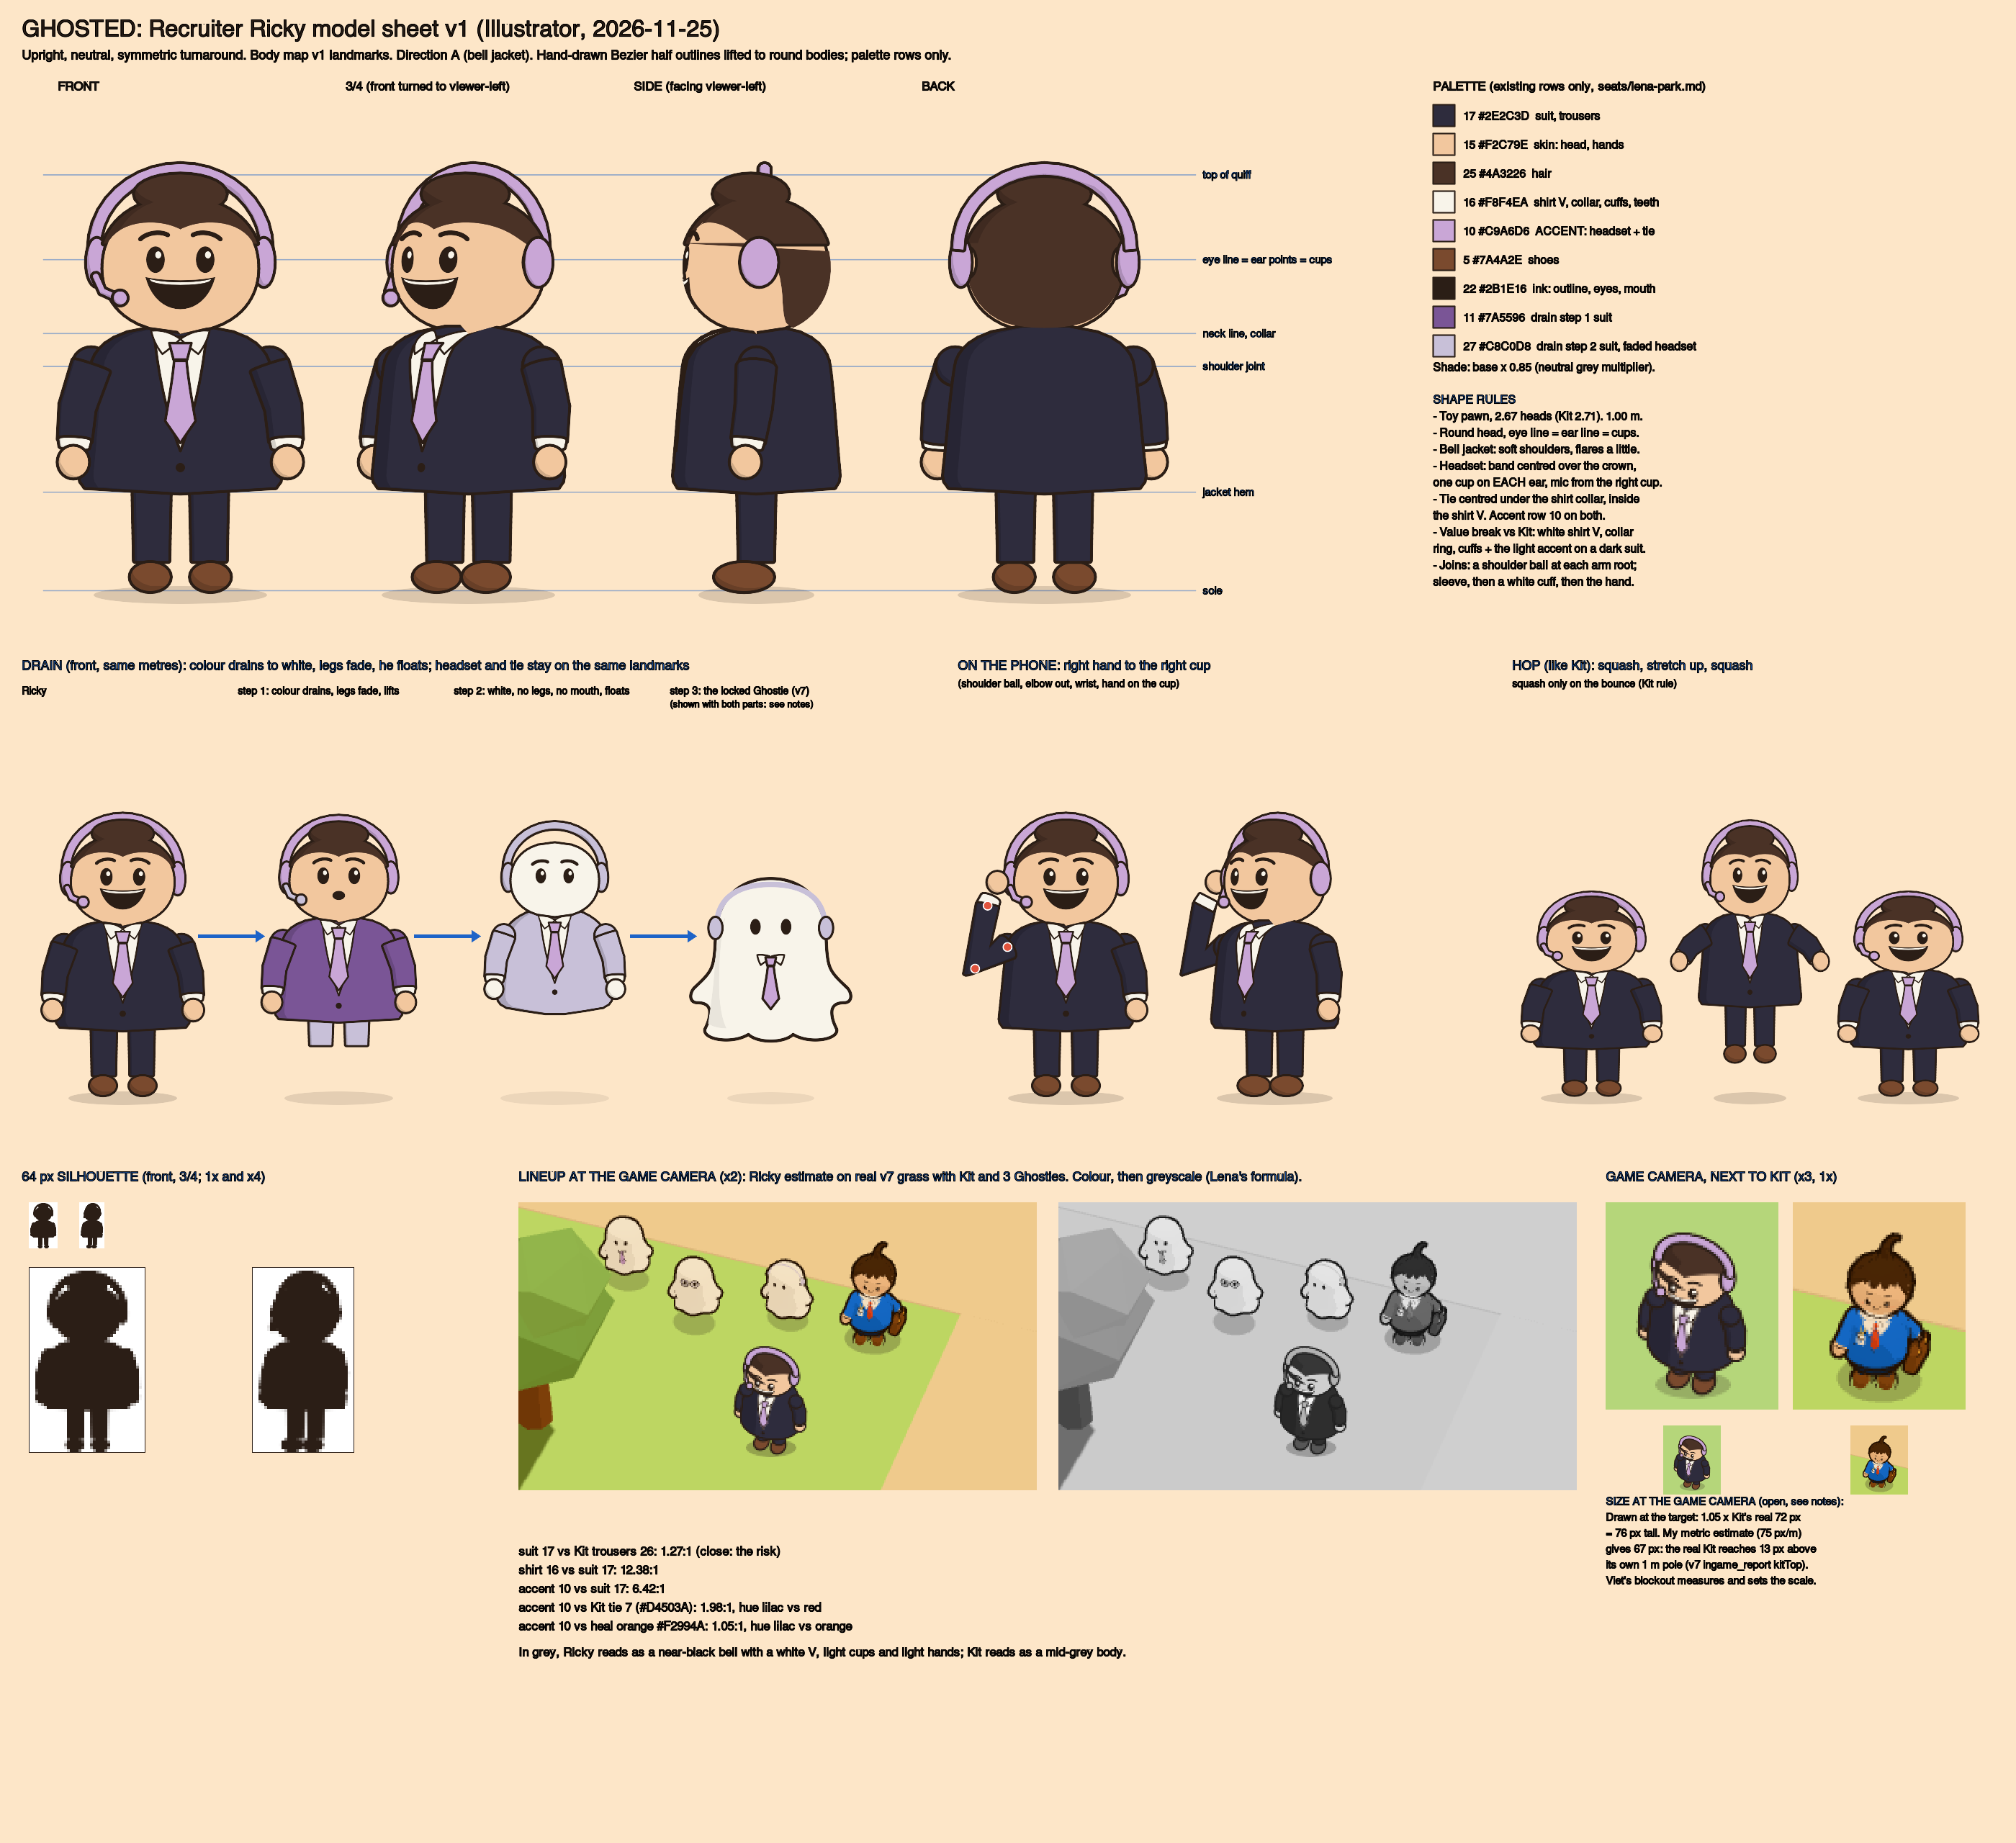 GHOSTED: Recruiter Ricky model sheet v1 (Illustrator, 2026-11-25)
Upright, neutral, symmetric turnaround. Body map v1 landmarks. Direction A (bell jacket). Hand-drawn Bezier half outlines lifted to round bodies; palette rows only.
FRONT
3/4 (front turned to viewer-left)
SIDE (facing viewer-left)
BACK
top of quiff
eye line = ear points = cups
neck line, collar
shoulder joint
jacket hem
sole
PALETTE (existing rows only, seats/lena-park.md)
17 #2E2C3D suit, trousers
15 #F2C79E skin: head, hands
25 #4A3226 hair
16 #F8F4EA shirt V, collar, cuffs, teeth
10 #C9A6D6 ACCENT: headset + tie
5 #7A4A2E shoes
22 #2B1E16 ink: outline, eyes, mouth
11 #7A5596 drain step 1 suit
27 #C8C0D8 drain step 2 suit, faded headset
Shade: base x 0.85 (neutral grey multiplier).
SHAPE RULES
- Toy pawn, 2.67 heads (Kit 2.71). 1.00 m.
- Round head, eye line = ear line = cups.
- Bell jacket: soft shoulders, flares a little.
- Headset: band centred over the crown,
one cup on EACH ear, mic from the right cup.
- Tie centred under the shirt collar, inside
the shirt V. Accent row 10 on both.
- Value break vs Kit: white shirt V, collar
ring, cuffs + the light accent on a dark suit.
- Joins: a shoulder ball at each arm root;
sleeve, then a white cuff, then the hand.
DRAIN (front, same metres): colour drains to white, legs fade, he floats; headset and tie stay on the same landmarks
Ricky
step 1: colour drains, legs fade, lifts
step 2: white, no legs, no mouth, floats
step 3: the locked Ghostie (v7)
(shown with both parts: see notes)
ON THE PHONE: right hand to the right cup
(shoulder ball, elbow out, wrist, hand on the cup)
HOP (like Kit): squash, stretch up, squash
squash only on the bounce (Kit rule)
64 px SILHOUETTE (front, 3/4; 1x and x4)
LINEUP AT THE GAME CAMERA (x2): Ricky estimate on real v7 grass with Kit and 3 Ghosties. Colour, then greyscale (Lena's formula).
GAME CAMERA, NEXT TO KIT (x3, 1x)
SIZE AT THE GAME CAMERA (open, see notes):
Drawn at the target: 1.05 x Kit's real 72 px
= 76 px tall. My metric estimate (75 px/m)
gives 67 px: the real Kit reaches 13 px above
its own 1 m pole (v7 ingame_report kitTop).
Viet's blockout measures and sets the scale.
suit 17 vs Kit trousers 26: 1.27:1 (close: the risk)
shirt 16 vs suit 17: 12.38:1
accent 10 vs suit 17: 6.42:1
accent 10 vs Kit tie 7 (#D4503A): 1.98:1, hue lilac vs red
accent 10 vs heal orange #F2994A: 1.05:1, hue lilac vs orange
In grey, Ricky reads as a near-black bell with a white V, light cups and light hands; Kit reads as a mid-grey body.